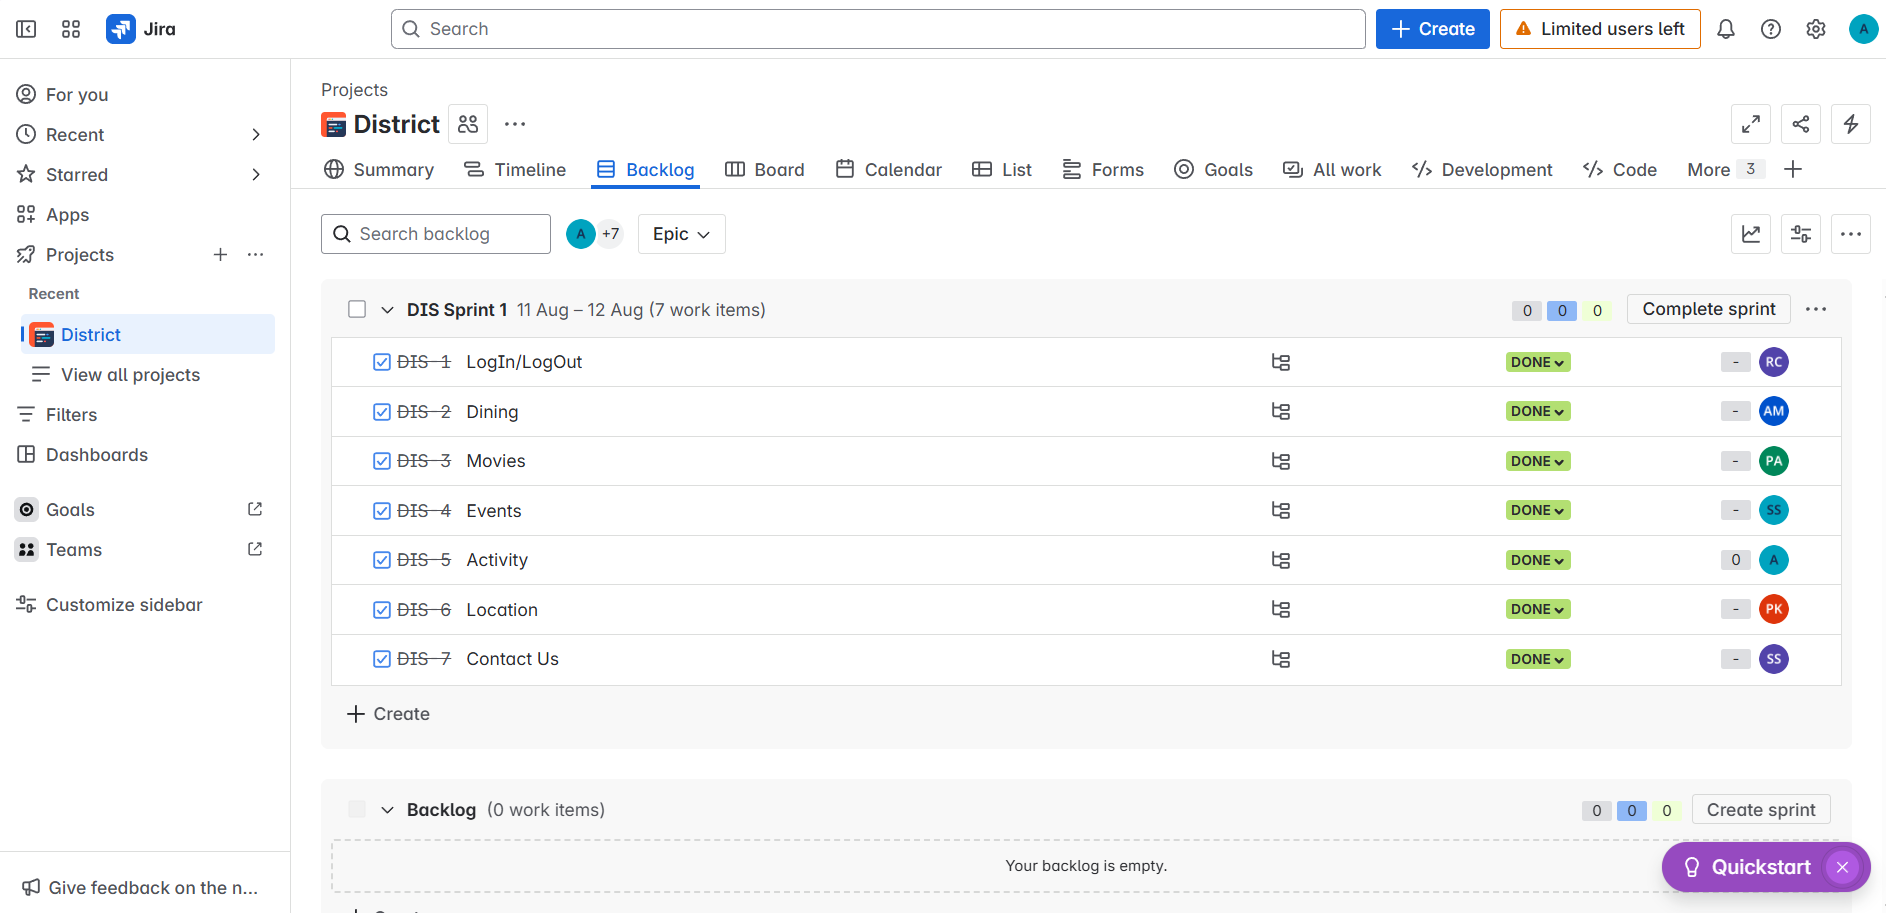 Jira
Search
Create
Limited users left
A
For you
Recent
Starred
Apps
Projects
Recent
District
View all projects
Filters
Dashboards
Goals
Teams
Customize sidebar
Give feedback on the n...
Projects
District
Summary
Timeline
Backlog
Board
Calendar
List
Forms
Goals
All work
Development
Code
More 3
Search backlog
A +7
Epic
DIS Sprint 1 11 Aug – 12 Aug (7 work items)
0 0 0
Complete sprint
DIS-1 LogIn/LogOut DONE - RC
DIS-2 Dining DONE - AM
DIS-3 Movies DONE - PA
DIS-4 Events DONE - SS
DIS-5 Activity DONE 0 A
DIS-6 Location DONE - PK
DIS-7 Contact Us DONE - SS
Create
Backlog (0 work items)
0 0 0
Create sprint
Your backlog is empty.
Quickstart